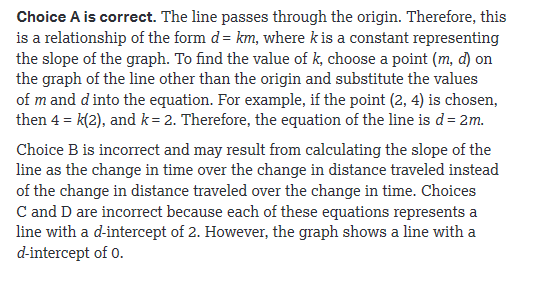 Choice A is correct. The line passes through the origin. Therefore, this
is a relationship of the form d = km, where k is a constant representing
the slope of the graph. To find the value of k, choose a point (m, d) on
the graph of the line other than the origin and substitute the values
of m and d into the equation. For example, if the point (2, 4) is chosen,
then 4 = k(2), and k = 2. Therefore, the equation of the line is d = 2m.
Choice B is incorrect and may result from calculating the slope of the
line as the change in time over the change in distance traveled instead
of the change in distance traveled over the change in time. Choices
C and D are incorrect because each of these equations represents a
line with a d-intercept of 2. However, the graph shows a line with a
d-intercept of 0.